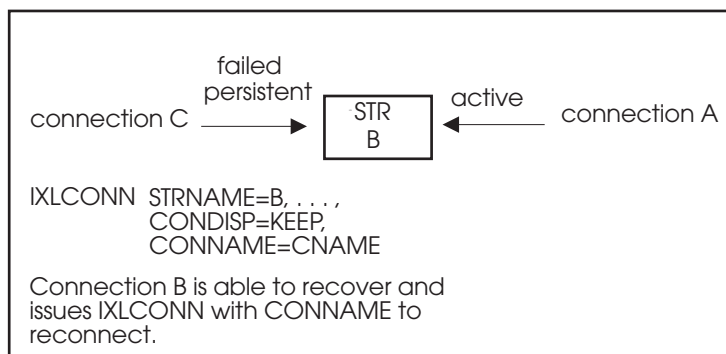 failed
persistent
connection C
STR
B
active
connection A
IXLCONN STRNAME=B, . . . ,
CONDISP=KEEP,
CONNAME=CNAME
Connection B is able to recover and
issues IXLCONN with CONNAME to
reconnect.